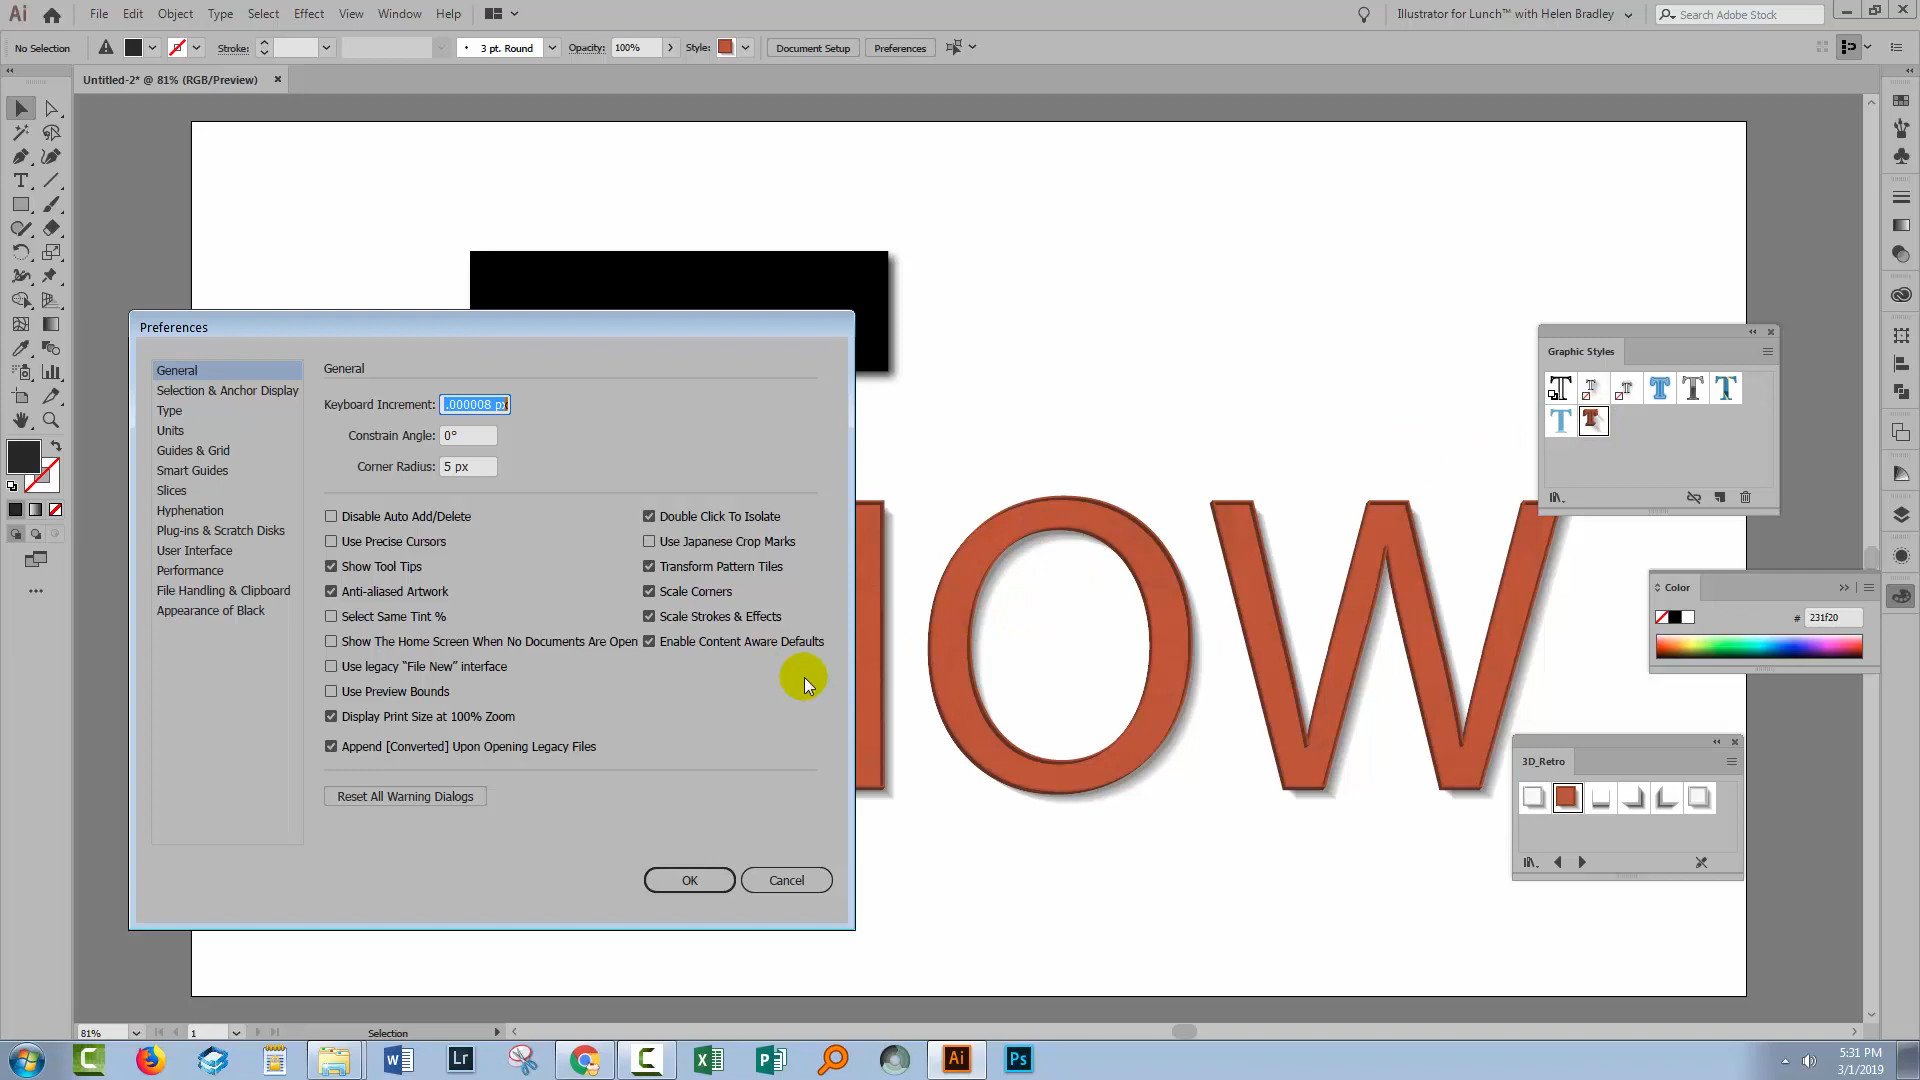 Ai File Edit Object Type Select Effect View Window Help Illustrator for Lunch™ with Helen Bradley Search Adobe Stock
No Selection Stroke: 3 pt. Round Opacity: 100% Style: Document Setup Preferences
Untitled-2* @ 81% (RGB/Preview)
Preferences
General
Selection & Anchor Display
Type
Units
Guides & Grid
Smart Guides
Slices
Hyphenation
Plug-ins & Scratch Disks
User Interface
Performance
File Handling & Clipboard
Appearance of Black
General
Keyboard Increment: .000008 px
Constrain Angle: 0°
Corner Radius: 5 px
Disable Auto Add/Delete
Use Precise Cursors
Show Tool Tips
Anti-aliased Artwork
Select Same Tint %
Show The Home Screen When No Documents Are Open
Use legacy “File New” interface
Use Preview Bounds
Display Print Size at 100% Zoom
Append [Converted] Upon Opening Legacy Files
Double Click To Isolate
Use Japanese Crop Marks
Transform Pattern Tiles
Scale Corners
Scale Strokes & Effects
Enable Content Aware Defaults
Reset All Warning Dialogs
OK Cancel
OW
Graphic Styles
Color
# 231f20
3D_Retro
81% 1 Selection
Lr Ai Ps
5:31 PM
3/1/2019